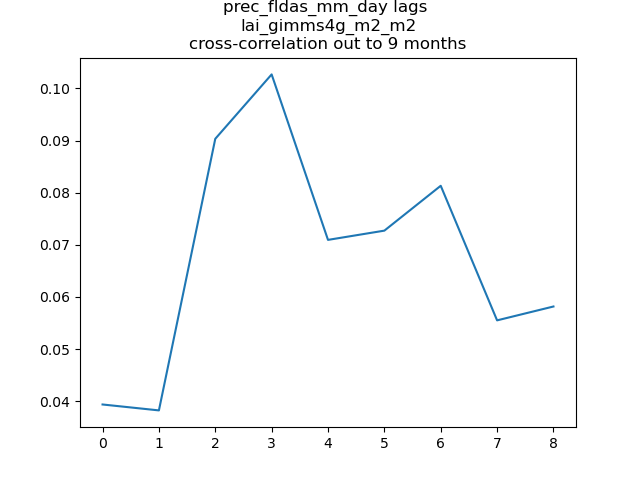 prec_fldas_mm_day lags
lai_gimms4g_m2_m2
cross-correlation out to 9 months
0.10
0.09
0.08
0.07
0.06
0.05
0.04
0 1 2 3 4 5 6 7 8